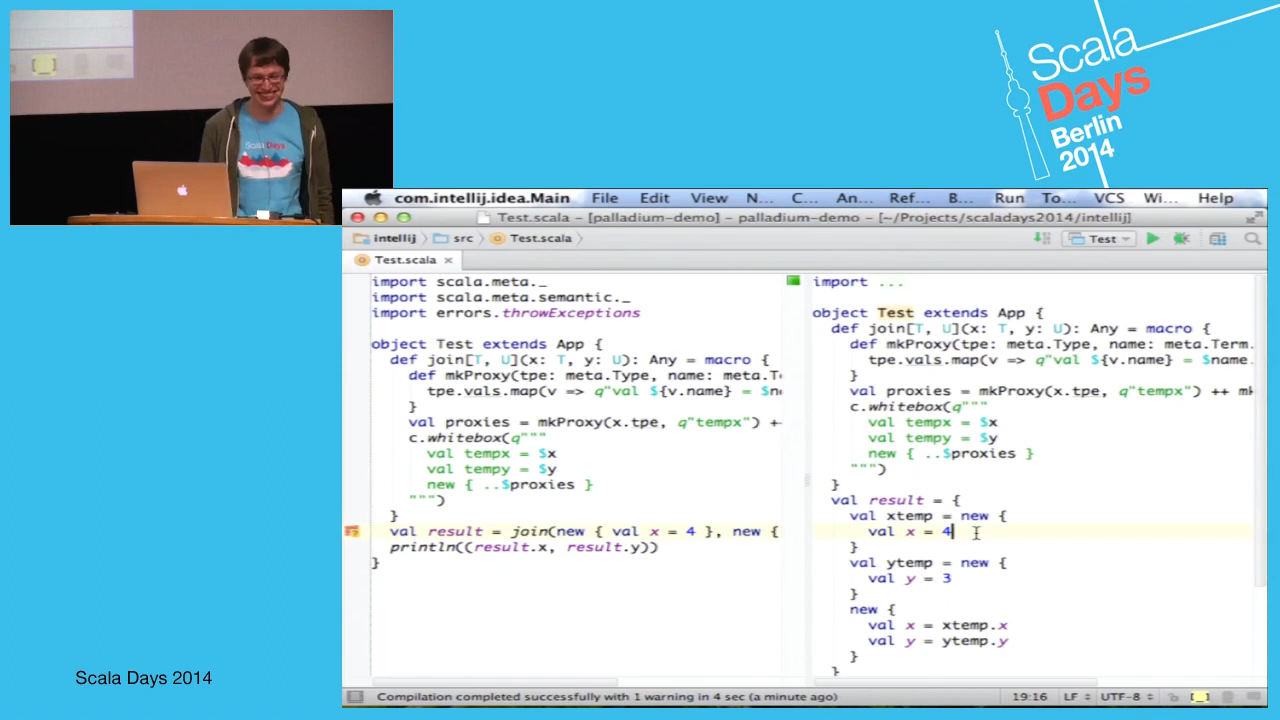 Scala
Days
Berlin
2014
Scala Days
com.intellij.idea.Main File Edit View N... C... An... Ref... B... Run To... VCS Wi... Help
Test.scala – [palladium-demo] – palladium-demo – [~/Projects/scaladays2014/intellij]
intellij src Test.scala Test
Test.scala
import scala.meta._
import scala.meta.semantic._
import errors.throwExceptions
object Test extends App {
def join[T, U](x: T, y: U): Any = macro {
def mkProxy(tpe: meta.Type, name: meta.T
tpe.vals.map(v => q"val ${v.name} = $n
}
val proxies = mkProxy(x.tpe, q"tempx") +
c.whitebox(q"""
val tempx = $x
val tempy = $y
new { ..$proxies }
""")
}
val result = join(new { val x = 4 }, new {
println((result.x, result.y))
}
import ...
object Test extends App {
def join[T, U](x: T, y: U): Any = macro {
def mkProxy(tpe: meta.Type, name: meta.Term.
tpe.vals.map(v => q"val ${v.name} = $name.
}
val proxies = mkProxy(x.tpe, q"tempx") ++ mk
c.whitebox(q"""
val tempx = $x
val tempy = $y
new { ..$proxies }
""")
}
val result = {
val xtemp = new {
val x = 4
}
val ytemp = new {
val y = 3
}
new {
val x = xtemp.x
val y = ytemp.y
}
}
Compilation completed successfully with 1 warning in 4 sec (a minute ago) 19:16 LF UTF-8 [_]
Scala Days 2014